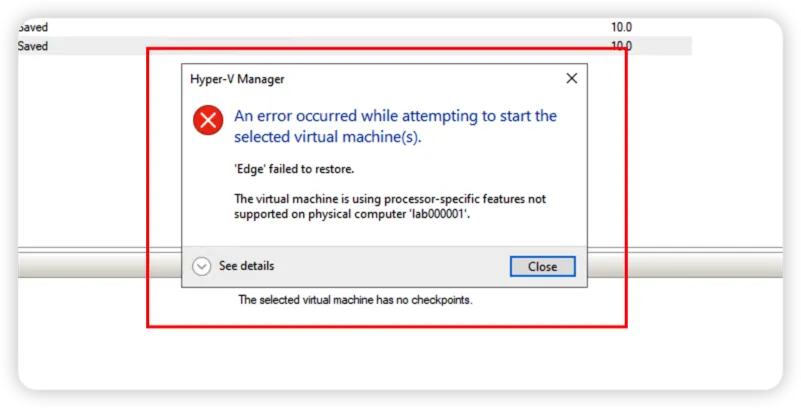 Saved 10.0
Saved 10.0
Hyper-V Manager
An error occurred while attempting to start the
selected virtual machine(s).
'Edge' failed to restore.
The virtual machine is using processor-specific features not
supported on physical computer 'lab000001'.
See details
Close
The selected virtual machine has no checkpoints.